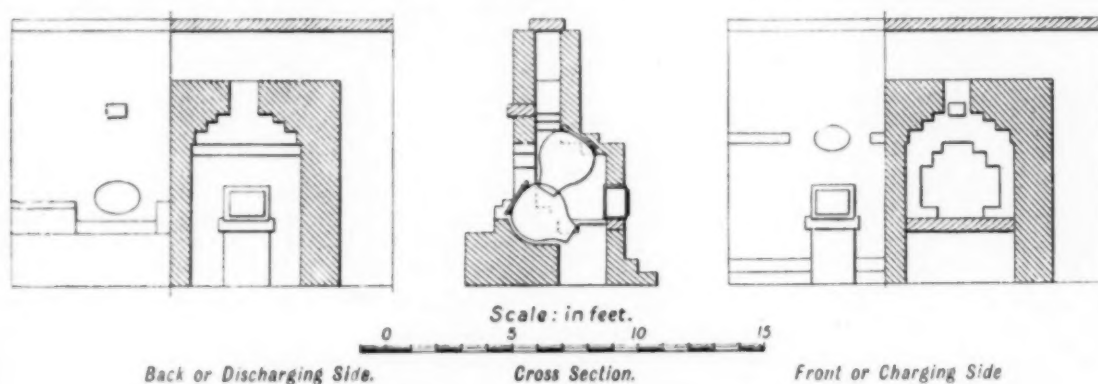 Scale: in feet.
0 5 10 15
Back or Discharging Side.
Cross Section.
Front or Charging Side